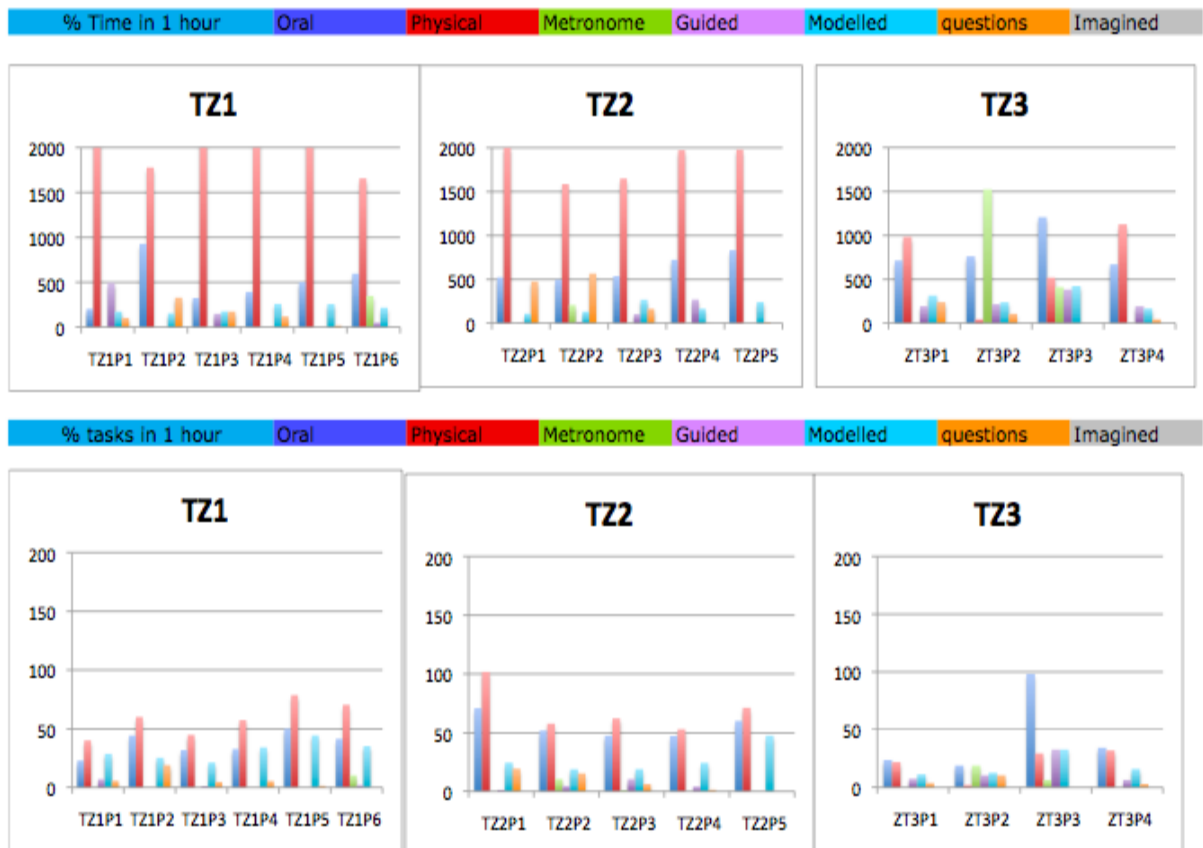 % Time in 1 hour Oral Physical Metronome Guided Modelled questions Imagined
TZ1 TZ2 TZ3
2000 2000 2000
1500 1500 1500
1000 1000 1000
500 500 500
0 0 0
TZ1P1 TZ1P2 TZ1P3 TZ1P4 TZ1P5 TZ1P6 TZ2P1 TZ2P2 TZ2P3 TZ2P4 TZ2P5 ZT3P1 ZT3P2 ZT3P3 ZT3P4
% tasks in 1 hour Oral Physical Metronome Guided Modelled questions Imagined
TZ1 TZ2 TZ3
200 200 200
150 150 150
100 100 100
50 50 50
0 0 0
TZ1P1 TZ1P2 TZ1P3 TZ1P4 TZ1P5 TZ1P6 TZ2P1 TZ2P2 TZ2P3 TZ2P4 TZ2P5 ZT3P1 ZT3P2 ZT3P3 ZT3P4